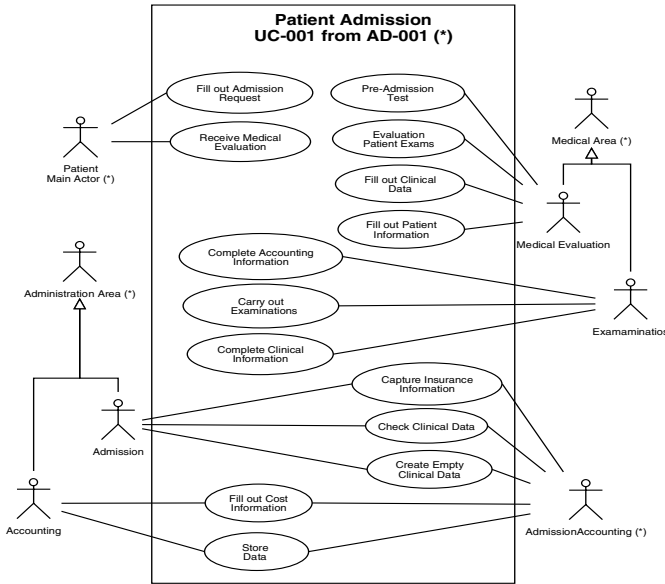 Patient Admission
UC-001 from AD-001 (*)
Fill out Admission
Request
Pre-Admission
Test
Receive Medical
Evaluation
Evaluation
Patient Exams
Patient
Main Actor (*)
Medical Area (*)
Fill out Clinical
Data
Fill out Patient
Information
Medical Evaluation
Complete Accounting
Information
Administration Area (*)
Carry out
Examinations
Examaminatios
Complete Clinical
Information
Capture Insurance
Information
Check Clinical Data
Admission
Create Empty
Clinical Data
Fill out Cost
Information
Accounting
AdmissionAccounting (*)
Store
Data